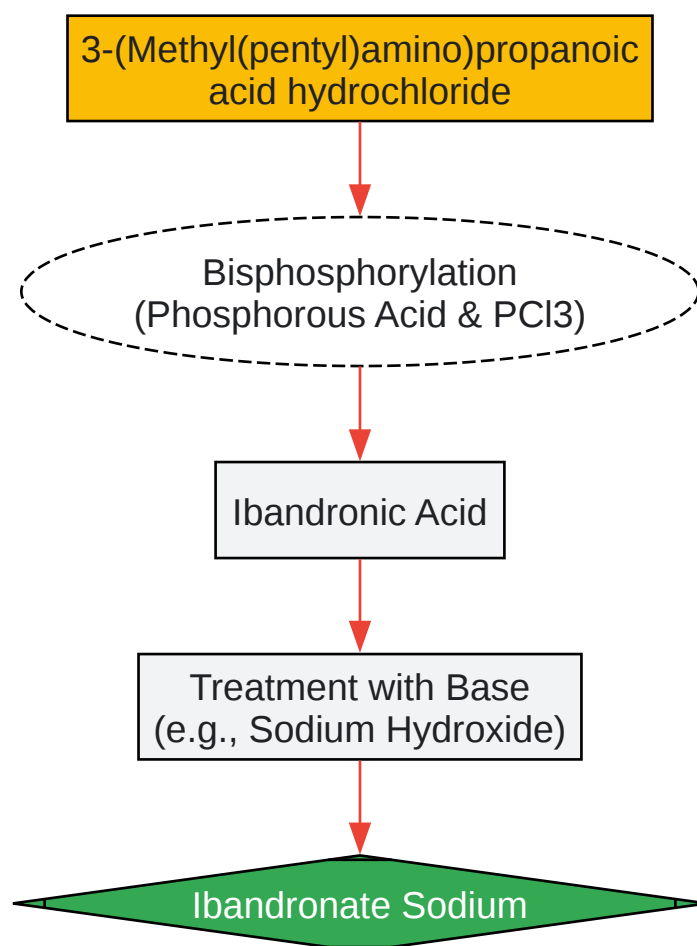 3-(Methyl(pentyl)amino)propanoic
acid hydrochloride
Bisphosphorylation
(Phosphorous Acid & PCl3)
Ibandronic Acid
Treatment with Base
(e.g., Sodium Hydroxide)
Ibandronate Sodium